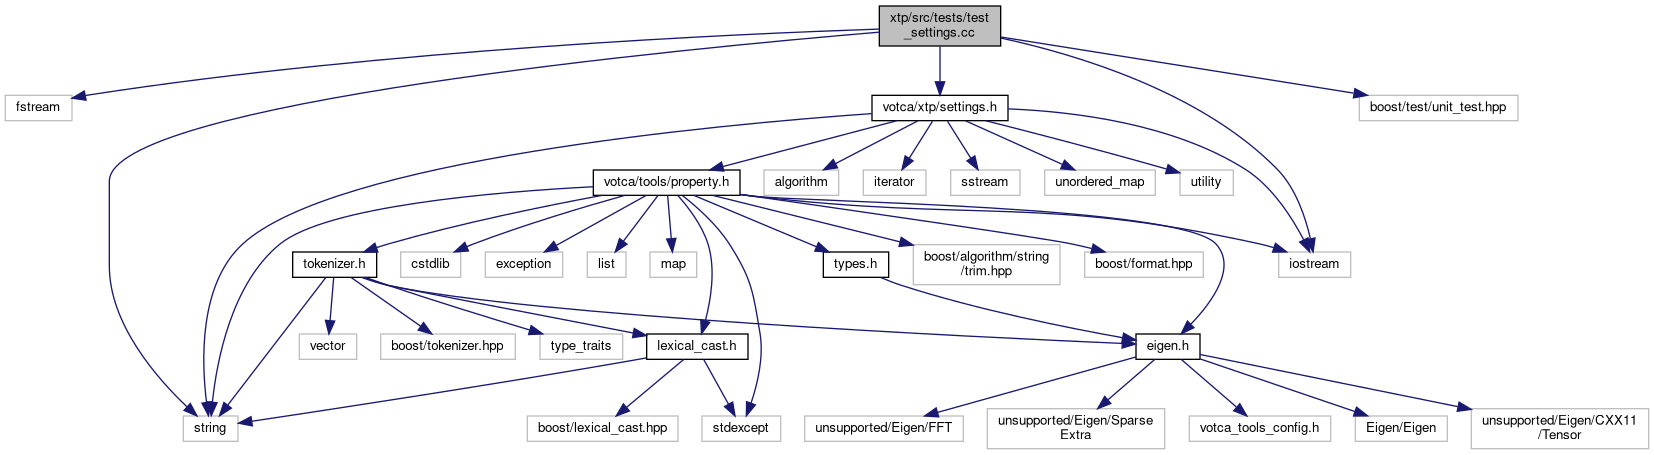 xtp/src/tests/test
_settings.cc
fstream
votca/xtp/settings.h
boost/test/unit_test.hpp
votca/tools/property.h
algorithm
iterator
sstream
unordered_map
utility
tokenizer.h
cstdlib
exception
list
map
types.h
boost/algorithm/string
/trim.hpp
boost/format.hpp
iostream
vector
boost/tokenizer.hpp
type_traits
lexical_cast.h
eigen.h
string
boost/lexical_cast.hpp
stdexcept
unsupported/Eigen/FFT
unsupported/Eigen/Sparse
Extra
votca_tools_config.h
Eigen/Eigen
unsupported/Eigen/CXX11
/Tensor